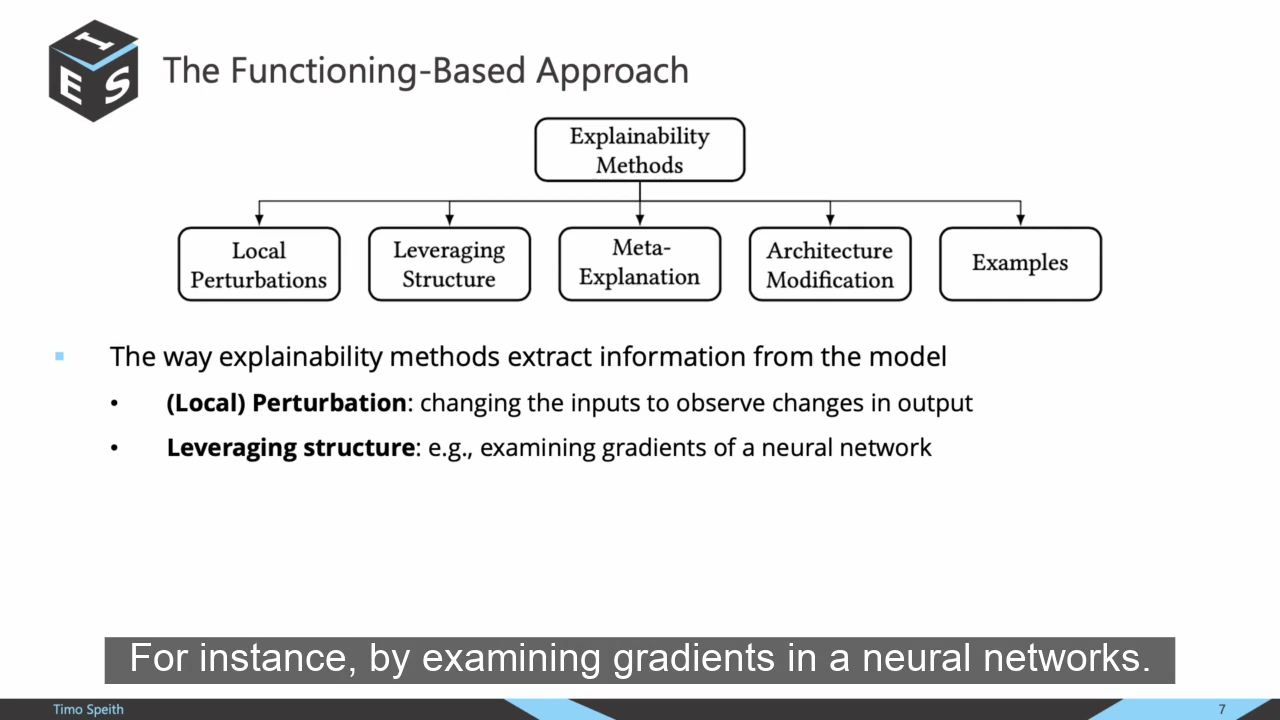 I
E S
The Functioning-Based Approach
Explainability
Methods
Local
Perturbations
Leveraging
Structure
Meta-
Explanation
Architecture
Modification
Examples
The way explainability methods extract information from the model
(Local) Perturbation: changing the inputs to observe changes in output
Leveraging structure: e.g., examining gradients of a neural network
For instance, by examining gradients in a neural networks.
Timo Speith
7